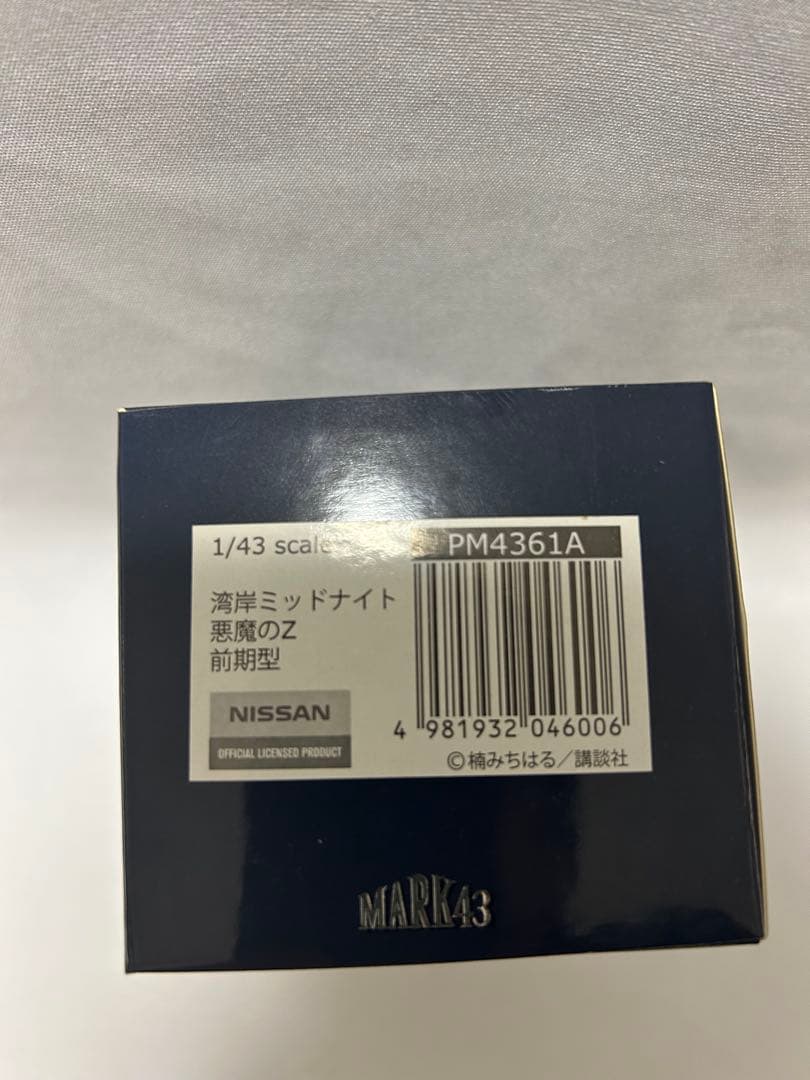 1/43 scale
PM4361A
湾岸ミッドナイト
悪魔のZ
前期型
NISSAN
OFFICIAL LICENSED PRODUCT
4 981932 046006
©楠みちはる／講談社
MARK43